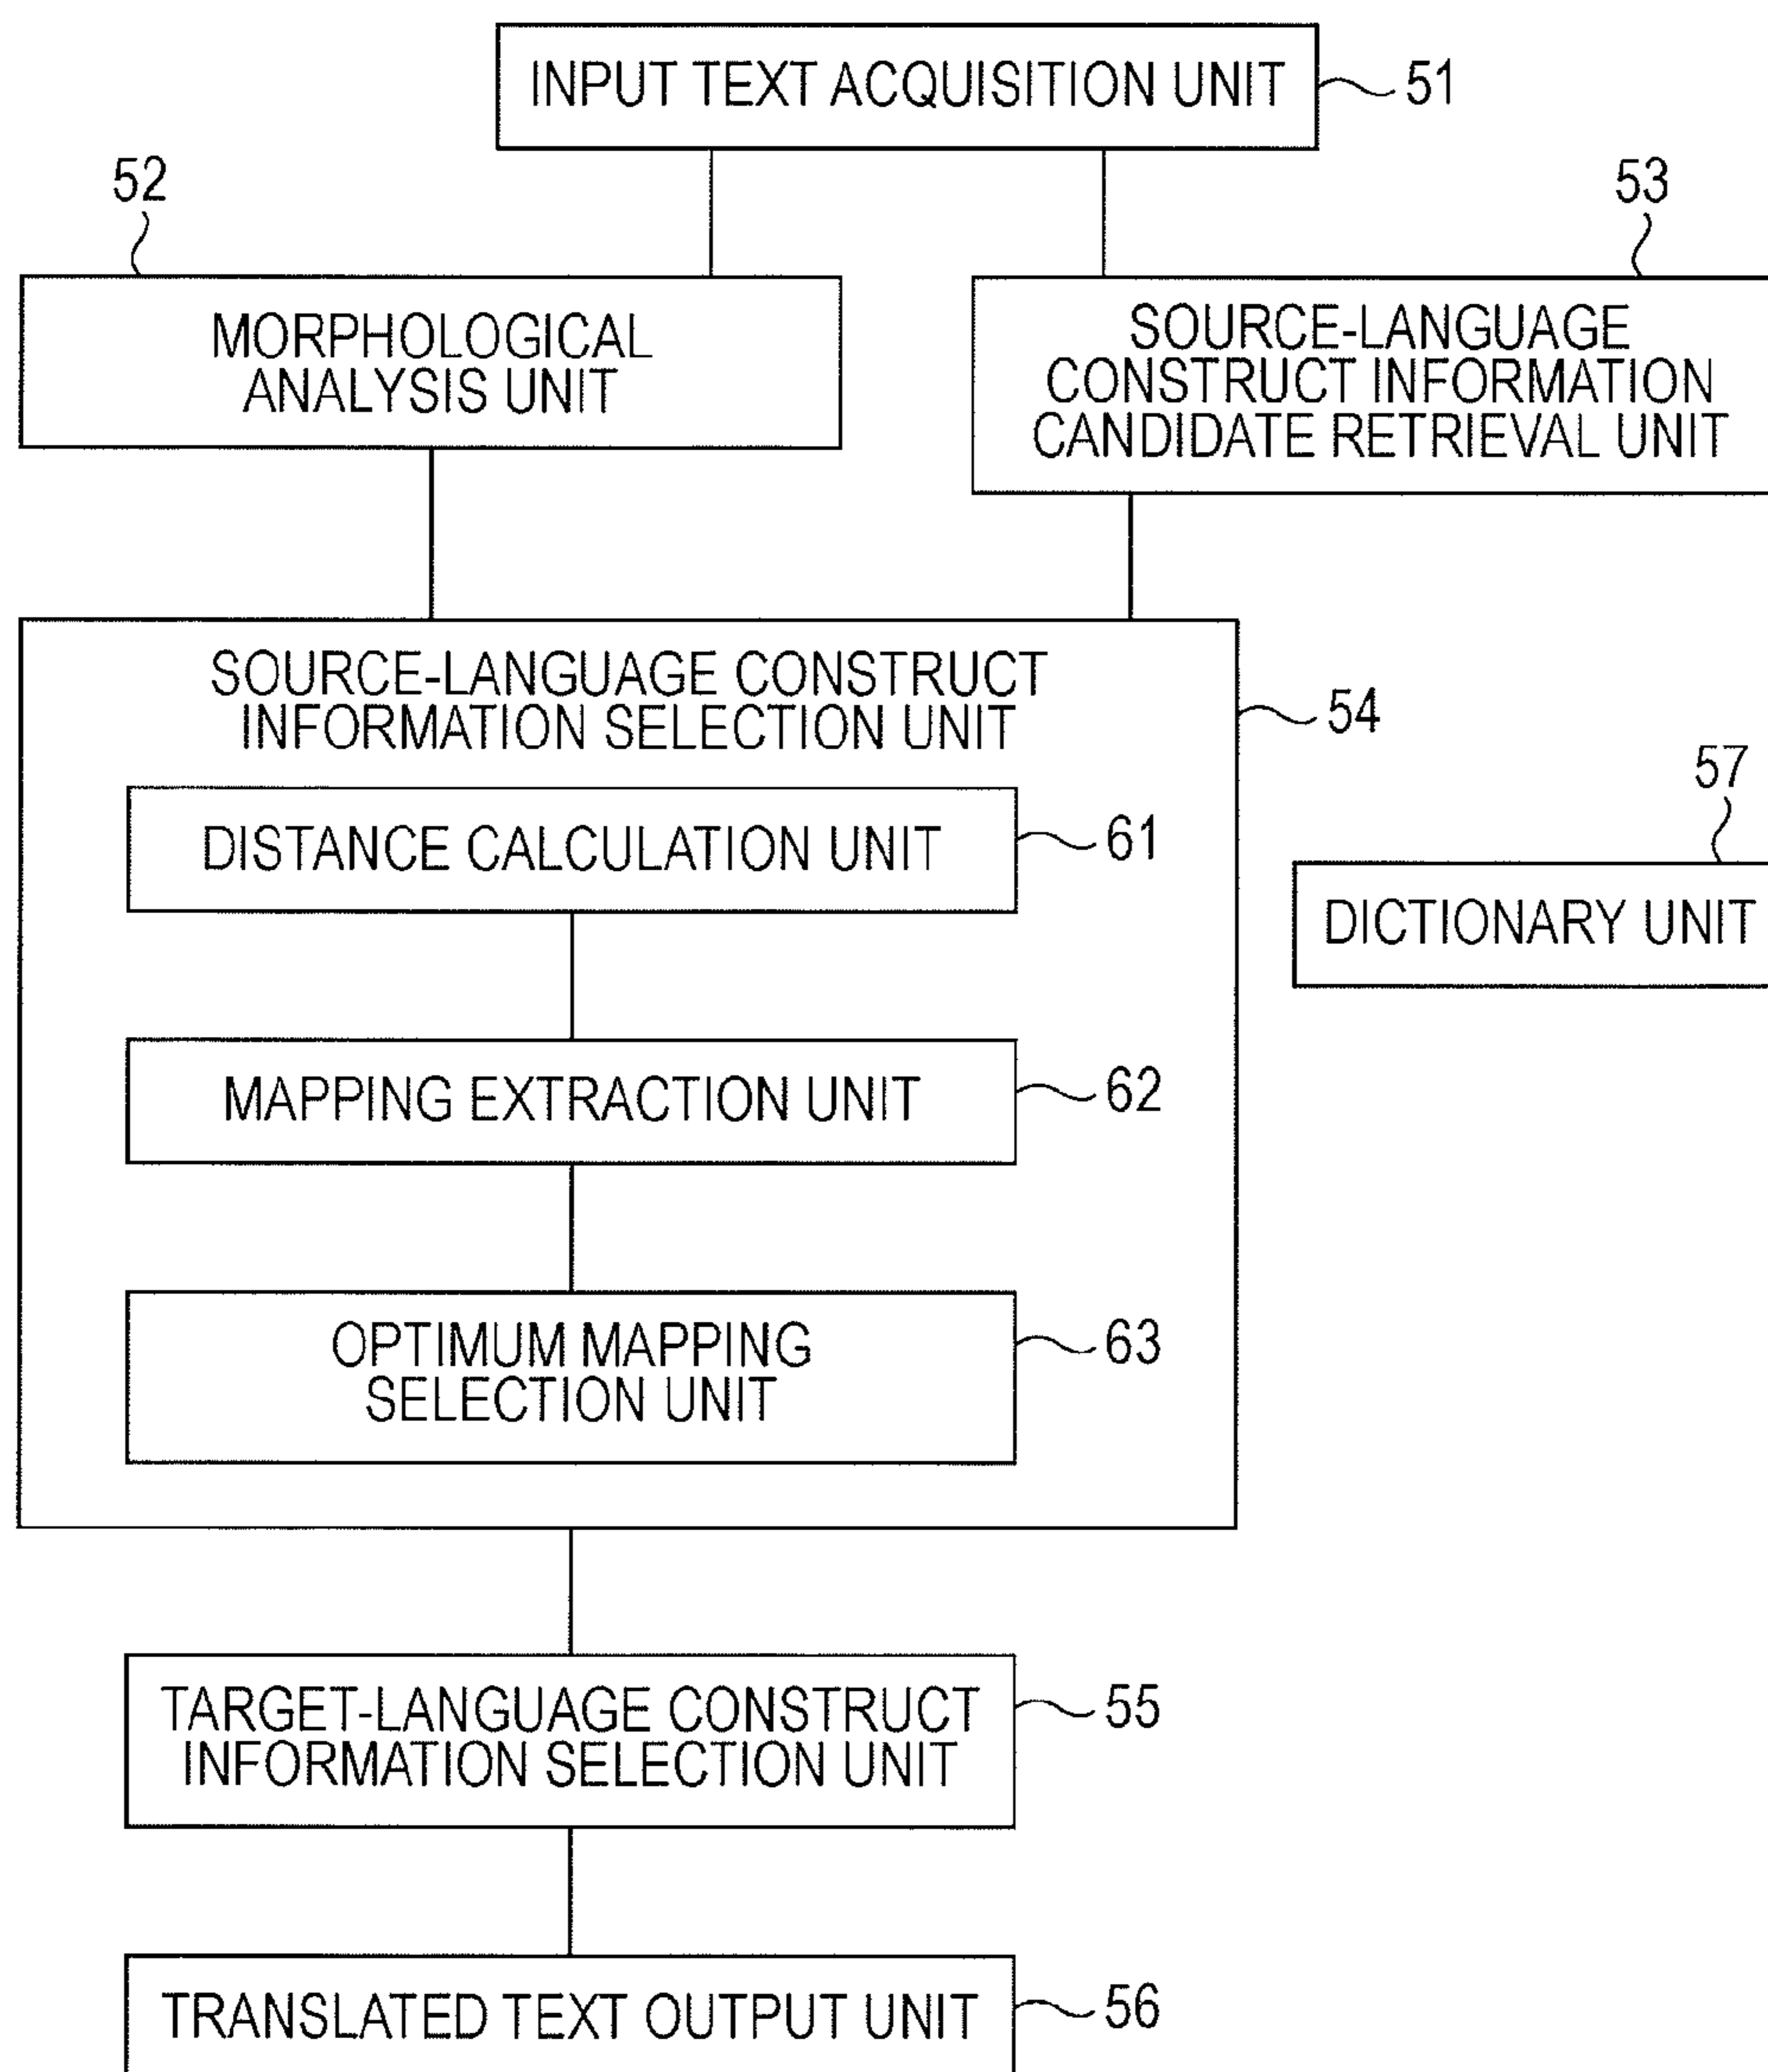 INPUT TEXT ACQUISITION UNIT
51
52
53
MORPHOLOGICAL
ANALYSIS UNIT
SOURCE-LANGUAGE
CONSTRUCT INFORMATION
CANDIDATE RETRIEVAL UNIT
SOURCE-LANGUAGE CONSTRUCT
INFORMATION SELECTION UNIT
54
57
DISTANCE CALCULATION UNIT
61
DICTIONARY UNIT
MAPPING EXTRACTION UNIT
62
OPTIMUM MAPPING
SELECTION UNIT
63
TARGET-LANGUAGE CONSTRUCT
INFORMATION SELECTION UNIT
55
TRANSLATED TEXT OUTPUT UNIT
56